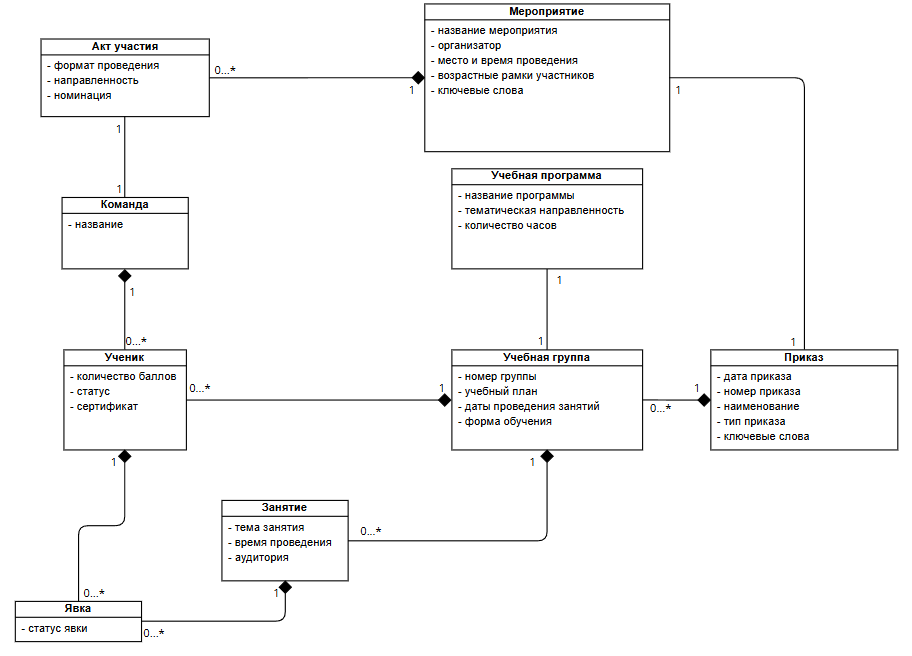 Мероприятие
- название мероприятия
- организатор
- место и время проведения
- возрастные рамки участников
- ключевые слова
Акт участия
- формат проведения
- направленность
- номинация
0...*
1
1
1
1
Команда
- название
Учебная программа
- название программы
- тематическая направленность
- количество часов
1
1
0...*
1
1
Ученик
- количество баллов
- статус
- сертификат
0...*
1
Учебная группа
- номер группы
- учебный план
- даты проведения занятий
- форма обучения
0...*
1
Приказ
- дата приказа
- номер приказа
- наименование
- тип приказа
- ключевые слова
1
1
Занятие
- тема занятия
- время проведения
- аудитория
0...*
1
0...*
Явка
- статус явки
0...*